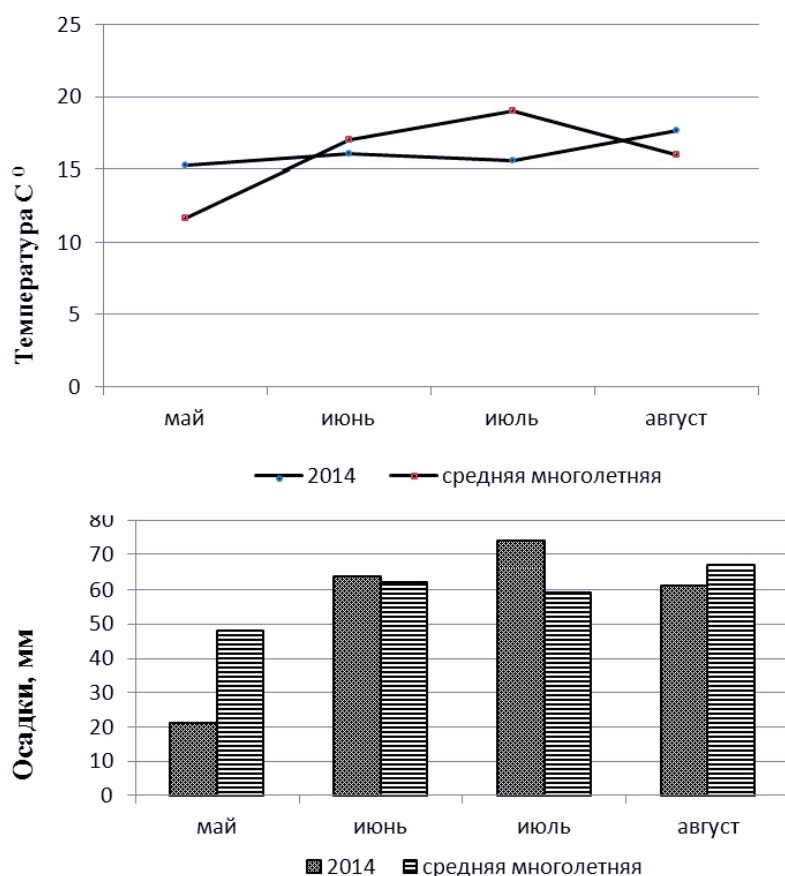 25
20
15
10
5
0
Температура С ⁰
май июнь июль август
2014 средняя многолетняя
80
70
60
50
40
30
20
10
0
Осадки, мм
май июнь июль август
2014 средняя многолетняя